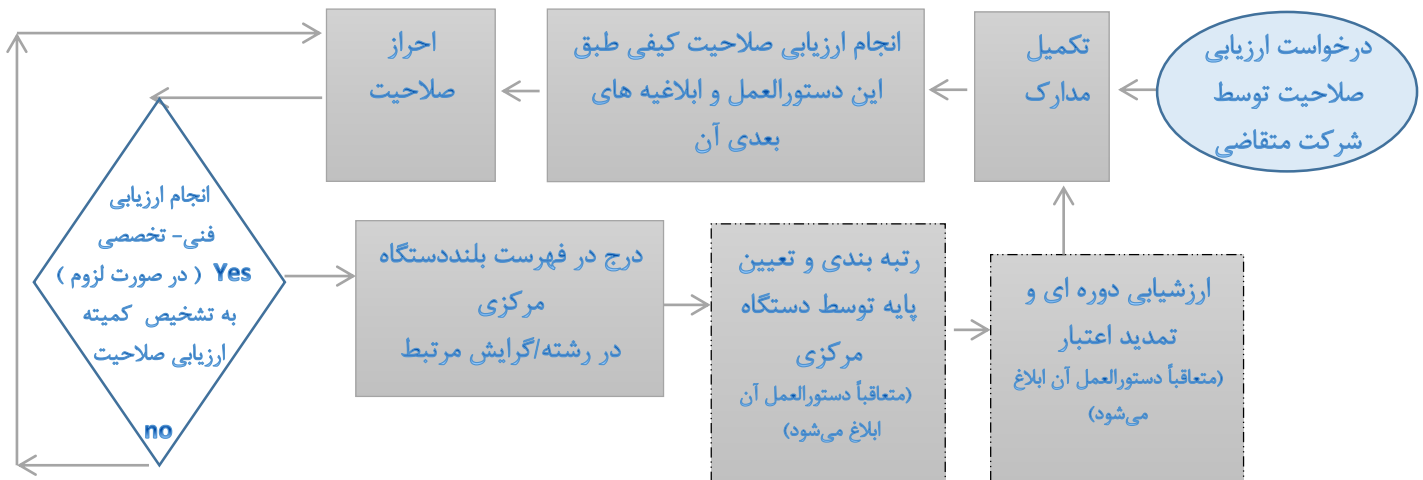 درخواست ارزیابی
صلاحیت توسط
شرکت متقاضی
تکمیل
مدارک
انجام ارزیابی صلاحیت کیفی طبق
این دستورالعمل و ابلاغیه های
بعدی آن
احراز
صلاحیت
انجام ارزیابی
فنی- تخصصی
Yes ( در صورت لزوم )
به تشخیص کمیته
ارزیابی صلاحیت
no
درج در فهرست بلنددستگاه
مرکزی
در رشته/گرایش مرتبط
رتبه بندی و تعیین
پایه توسط دستگاه
مرکزی
(متعاقباً دستورالعمل آن
ابلاغ می‌شود)
ارزشیابی دوره ای و
تمدید اعتبار
(متعاقباً دستورالعمل آن ابلاغ
می‌شود)